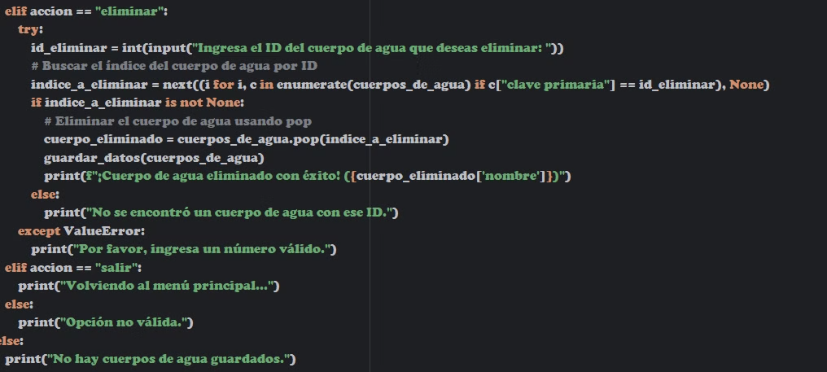 elif accion == "eliminar":
try:
id_eliminar = int(input("Ingresa el ID del cuerpo de agua que deseas eliminar: "))
# Buscar el índice del cuerpo de agua por ID
indice_a_eliminar = next((i for i, c in enumerate(cuerpos_de_agua) if c["clave primaria"] == id_eliminar), None)
if indice_a_eliminar is not None:
# Eliminar el cuerpo de agua usando pop
cuerpo_eliminado = cuerpos_de_agua.pop(indice_a_eliminar)
guardar_datos(cuerpos_de_agua)
print(f"¡Cuerpo de agua eliminado con éxito! ({cuerpo_eliminado['nombre']})")
else:
print("No se encontró un cuerpo de agua con ese ID.")
except ValueError:
print("Por favor, ingresa un número válido.")
elif accion == "salir":
print("Volviendo al menú principal...")
else:
print("Opción no válida.")
else:
print("No hay cuerpos de agua guardados.")